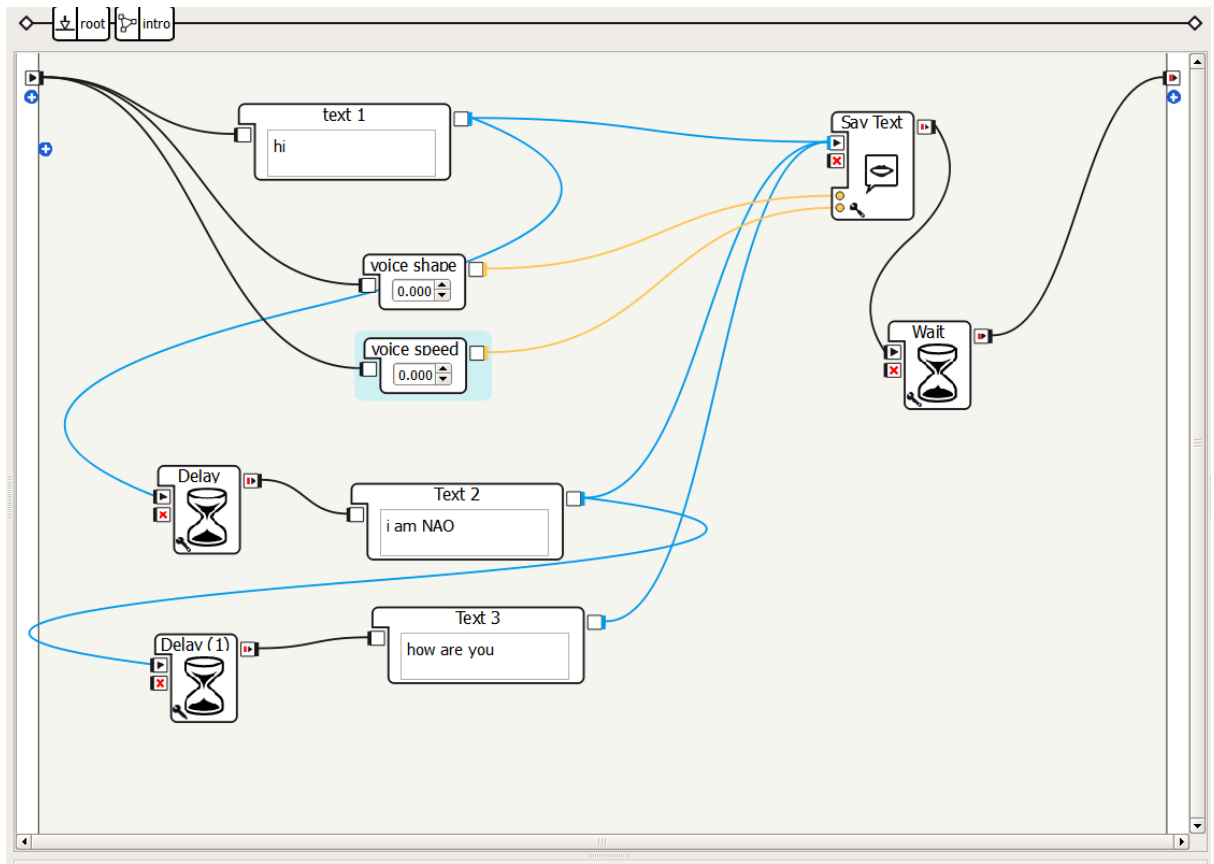 root intro
text 1
hi
Say Text
voice shape
0.000
Wait
voice speed
0.000
Delay
Text 2
i am NAO
Text 3
Delay (1)
how are you